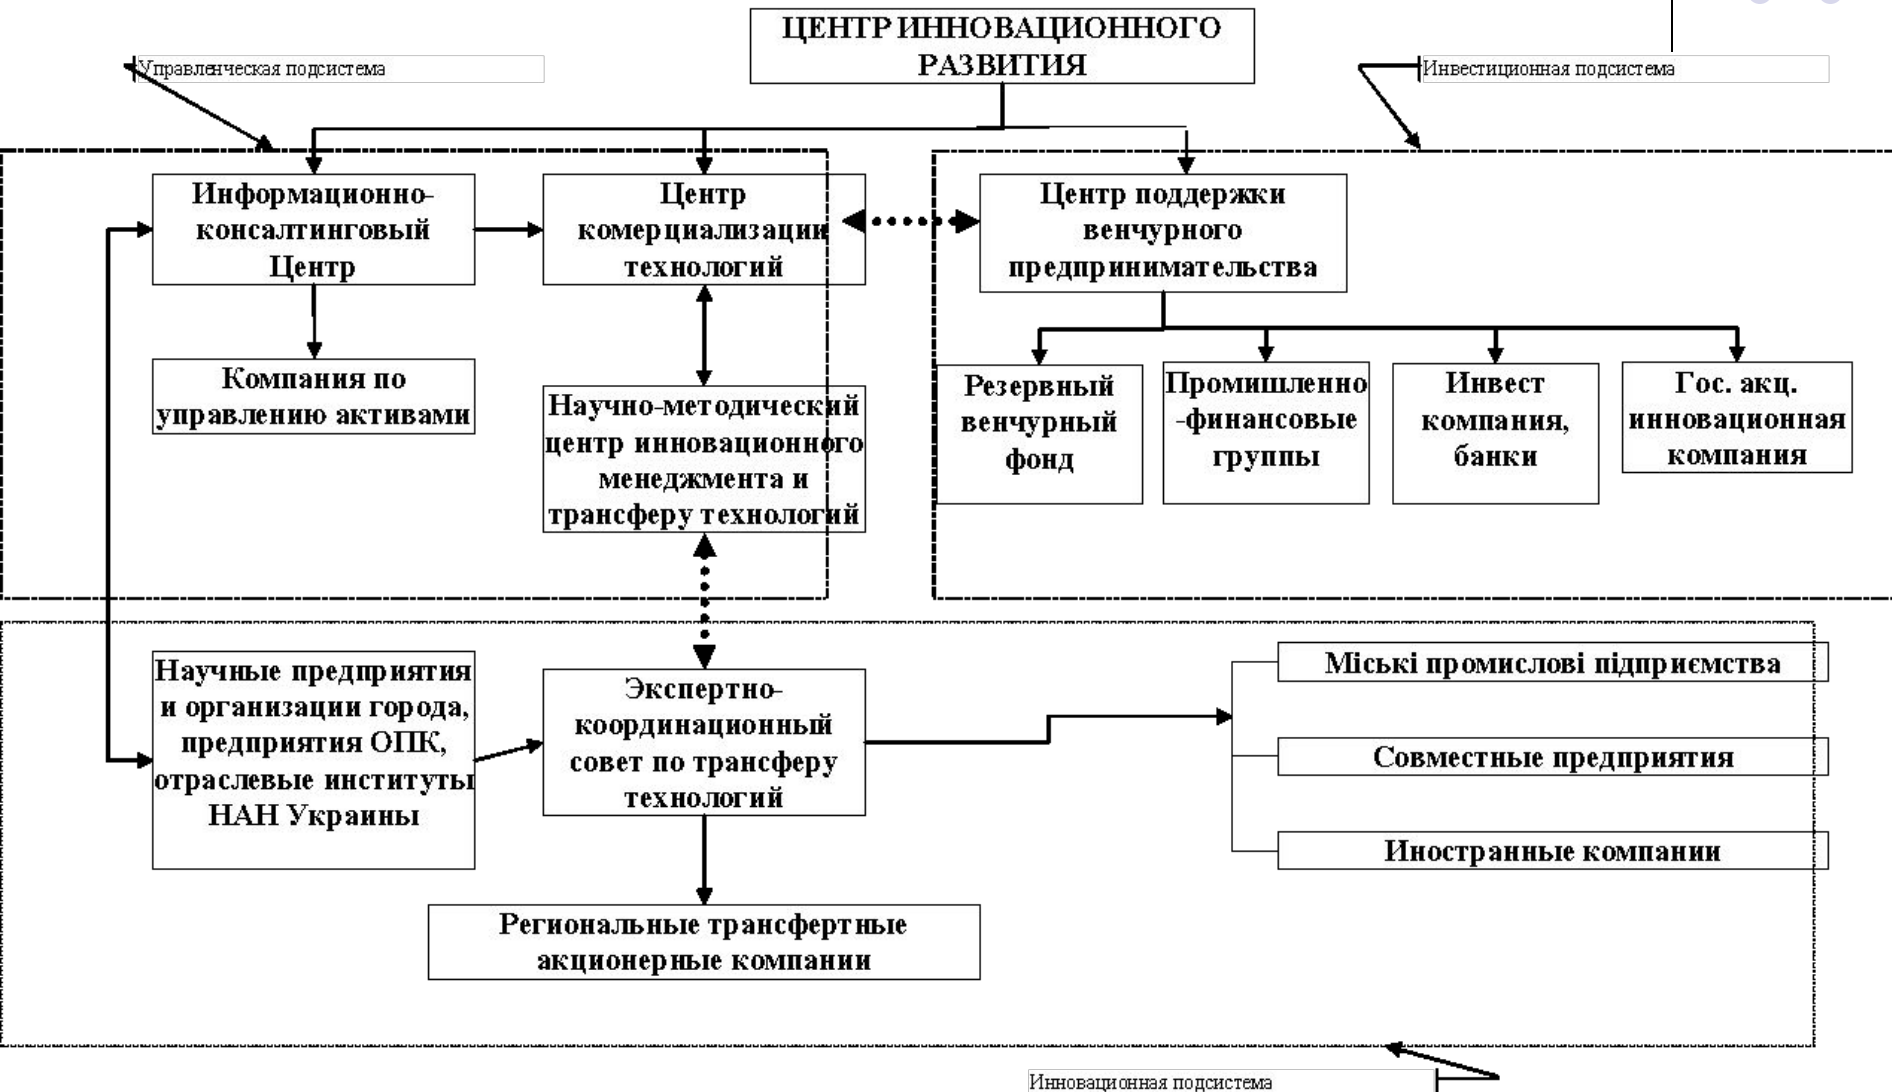 ЦЕНТР ИННОВАЦИОННОГО
РАЗВИТИЯ
Управленческая подсистема
Инвестиционная подсистема
Информационно-
консалтинговый
Центр
Центр
комерциализации
технологий
Центр поддержки
венчурного
предпринимательства
Компания по
управлению активами
Научно-методический
центр инновационного
менеджмента и
трансферу технологий
Резервный
венчурный
фонд
Промишленно
-финансовые
группы
Инвест
компания,
банки
Гос. акц.
инновационная
компания
Научные предприятия
и организации города,
предприятия ОПК,
отраслевые институты
НАН Украины
Экспертно-
координационный
совет по трансферу
технологий
Міські промислові підприємства
Совместные предприятия
Иностранные компании
Региональные трансфертные
акционерные компании
Инновационная подсистема